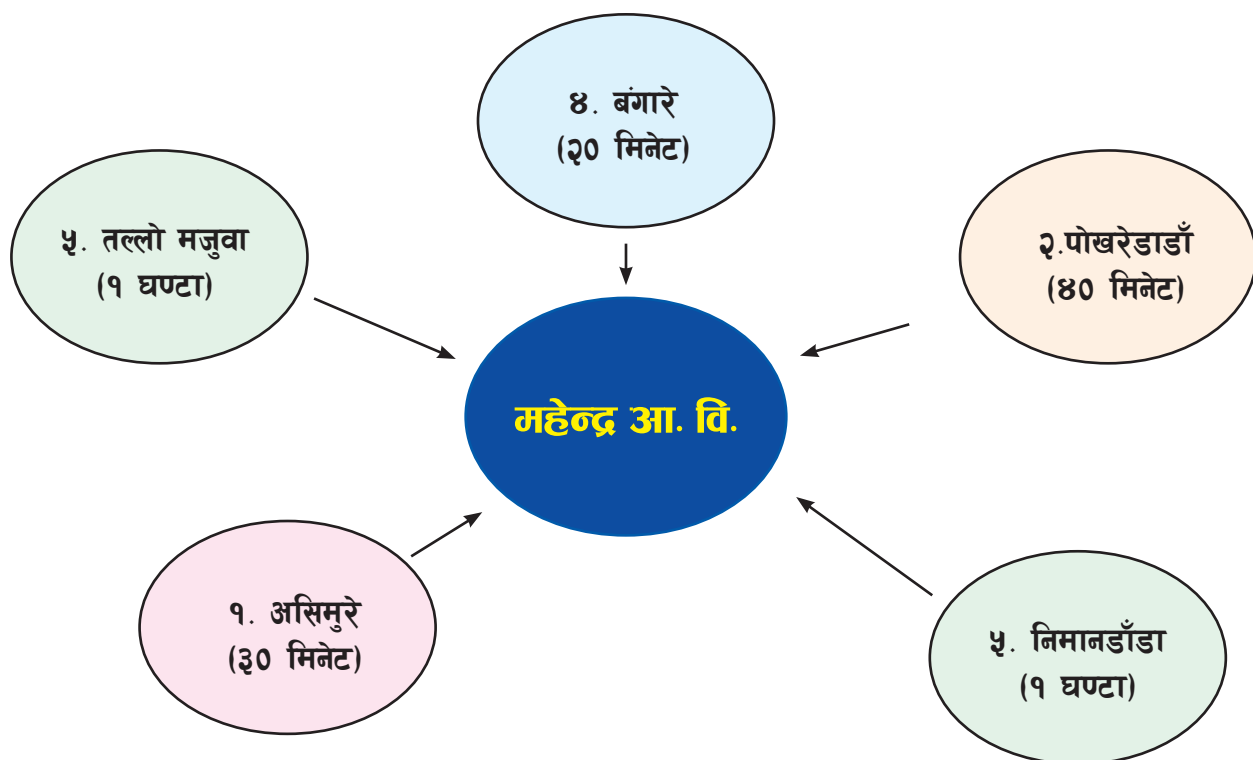 ४. बंगारे
(२० मिनेट)
५. तल्लो मजुवा
(१ घण्टा)
२.पोखरेडाडाँ
(४० मिनेट)
महेन्द्र आ. वि.
१. असिमुरे
(३० मिनेट)
५. निमानडाँडा
(१ घण्टा)